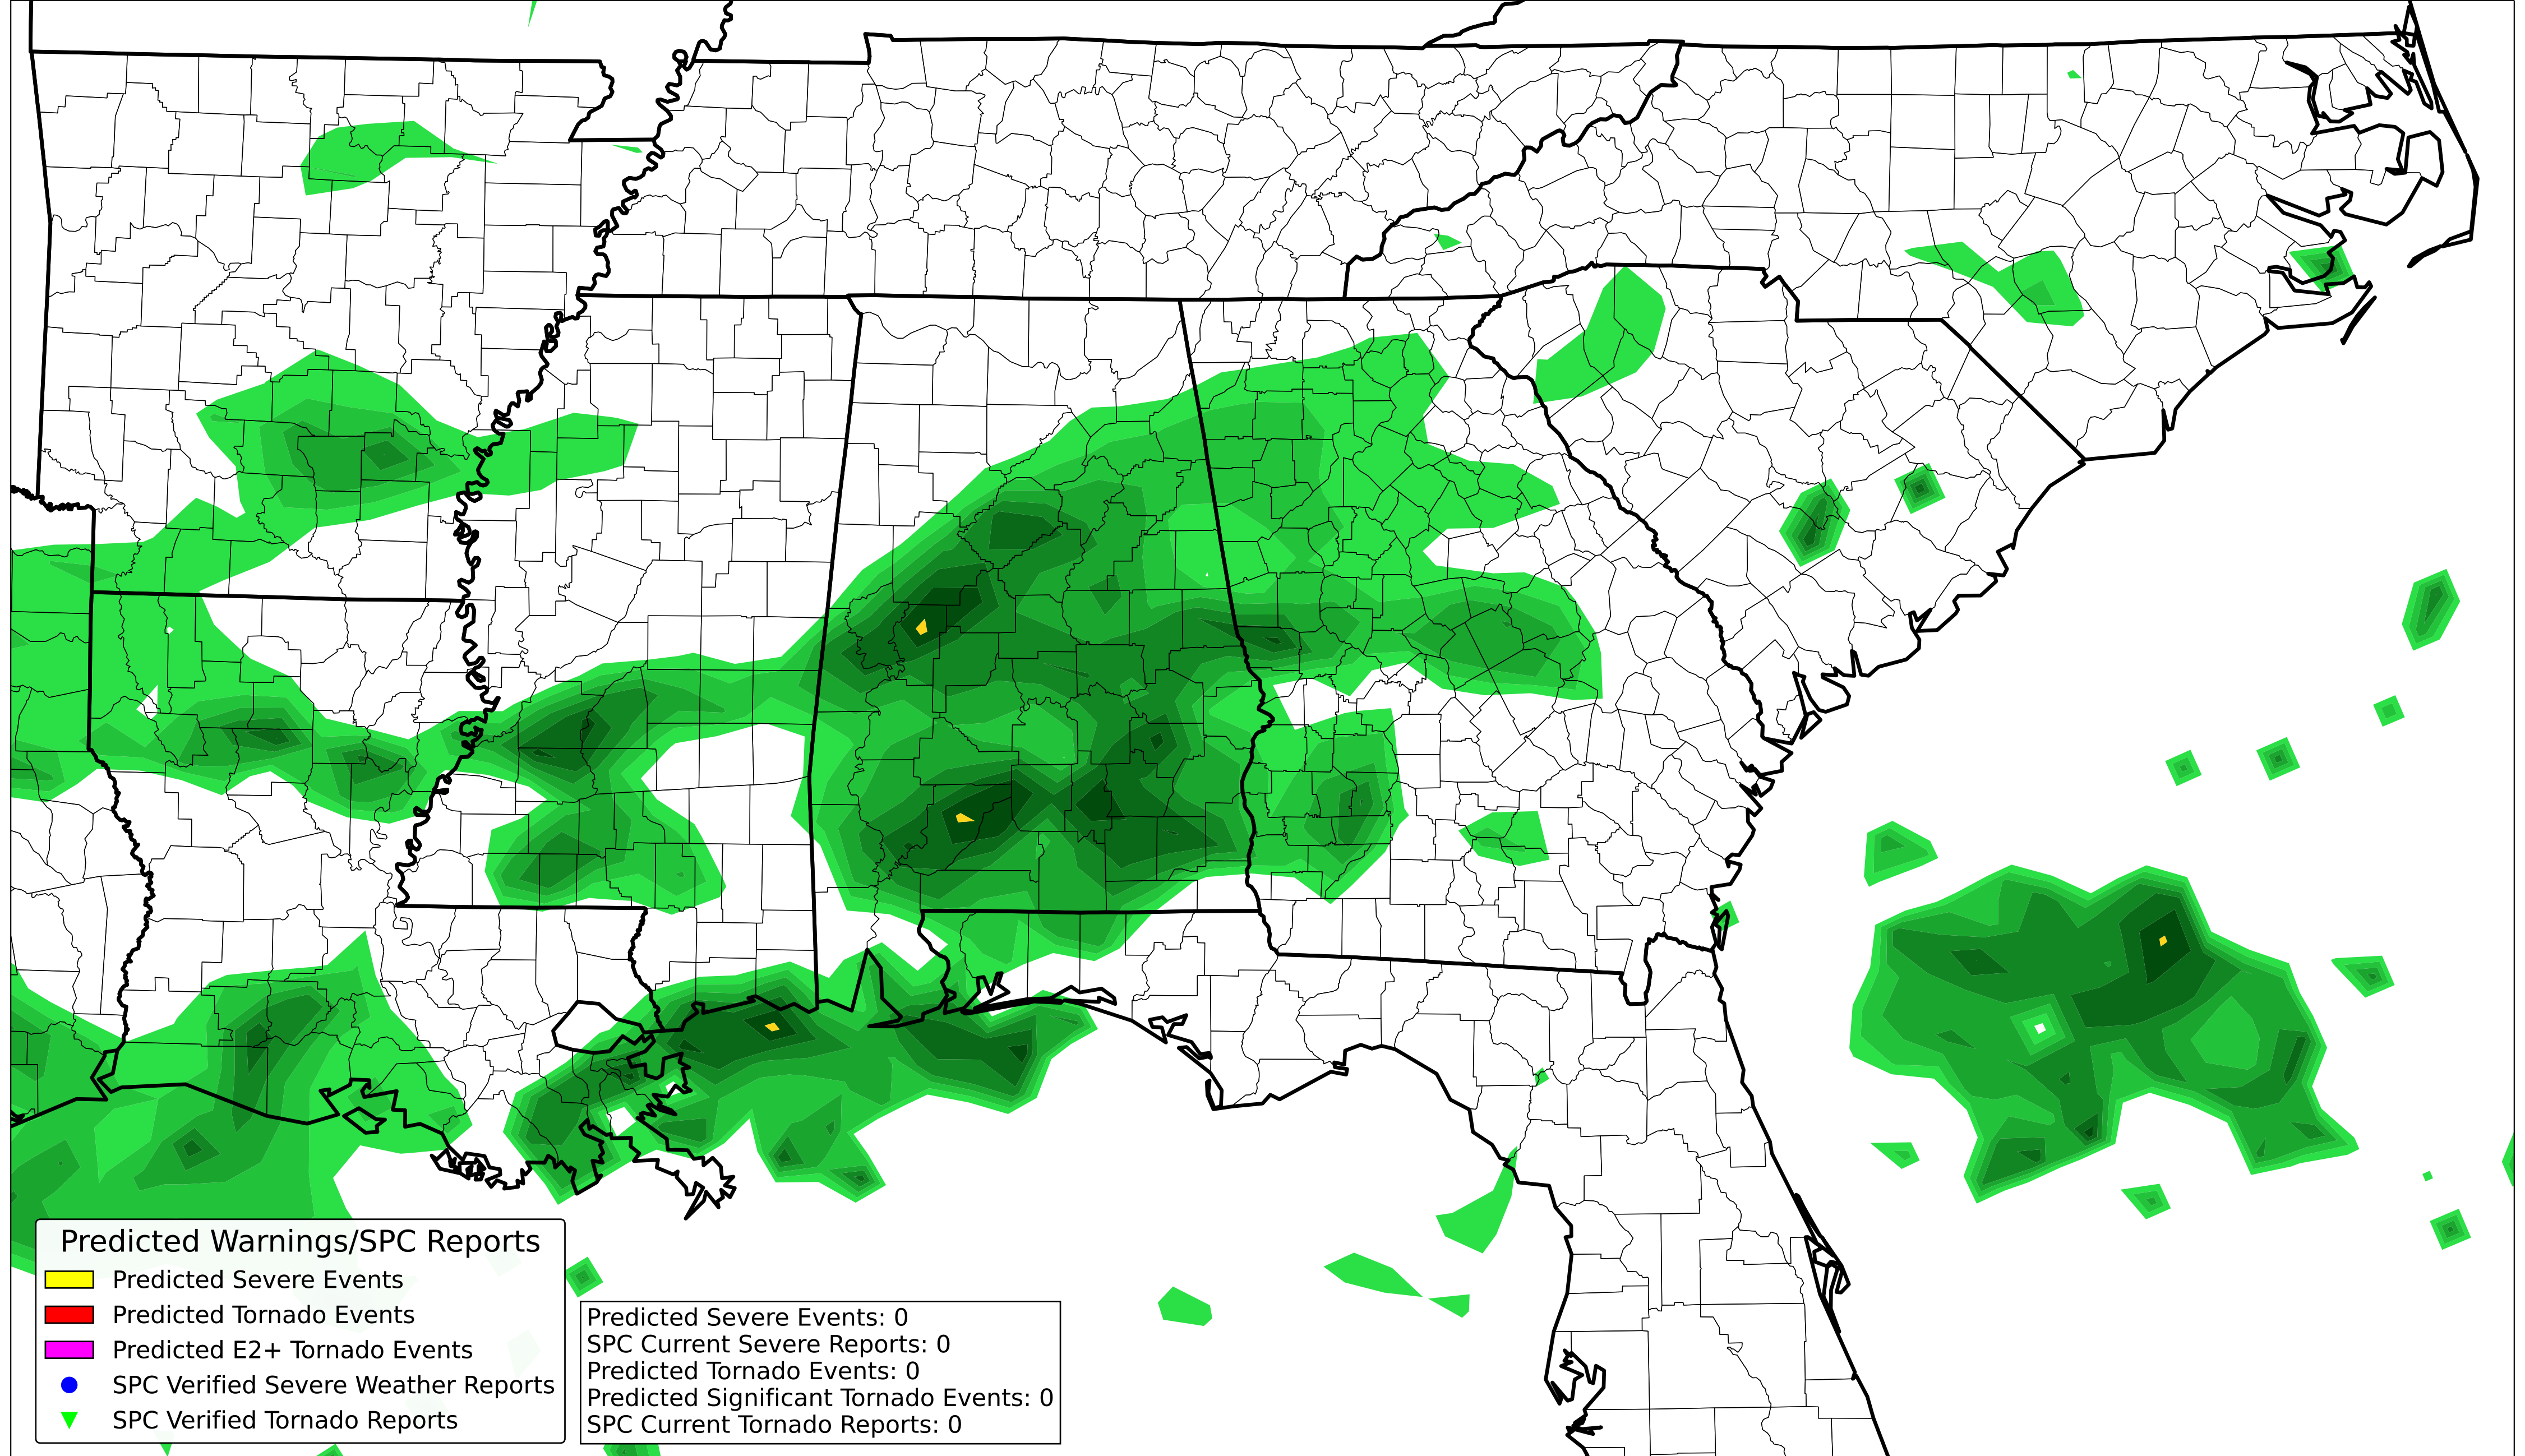 Predicted Warnings/SPC Reports
Predicted Severe Events
Predicted Tornado Events
Predicted E2+ Tornado Events
SPC Verified Severe Weather Reports
SPC Verified Tornado Reports
Predicted Severe Events: 0
SPC Current Severe Reports: 0
Predicted Tornado Events: 0
Predicted Significant Tornado Events: 0
SPC Current Tornado Reports: 0